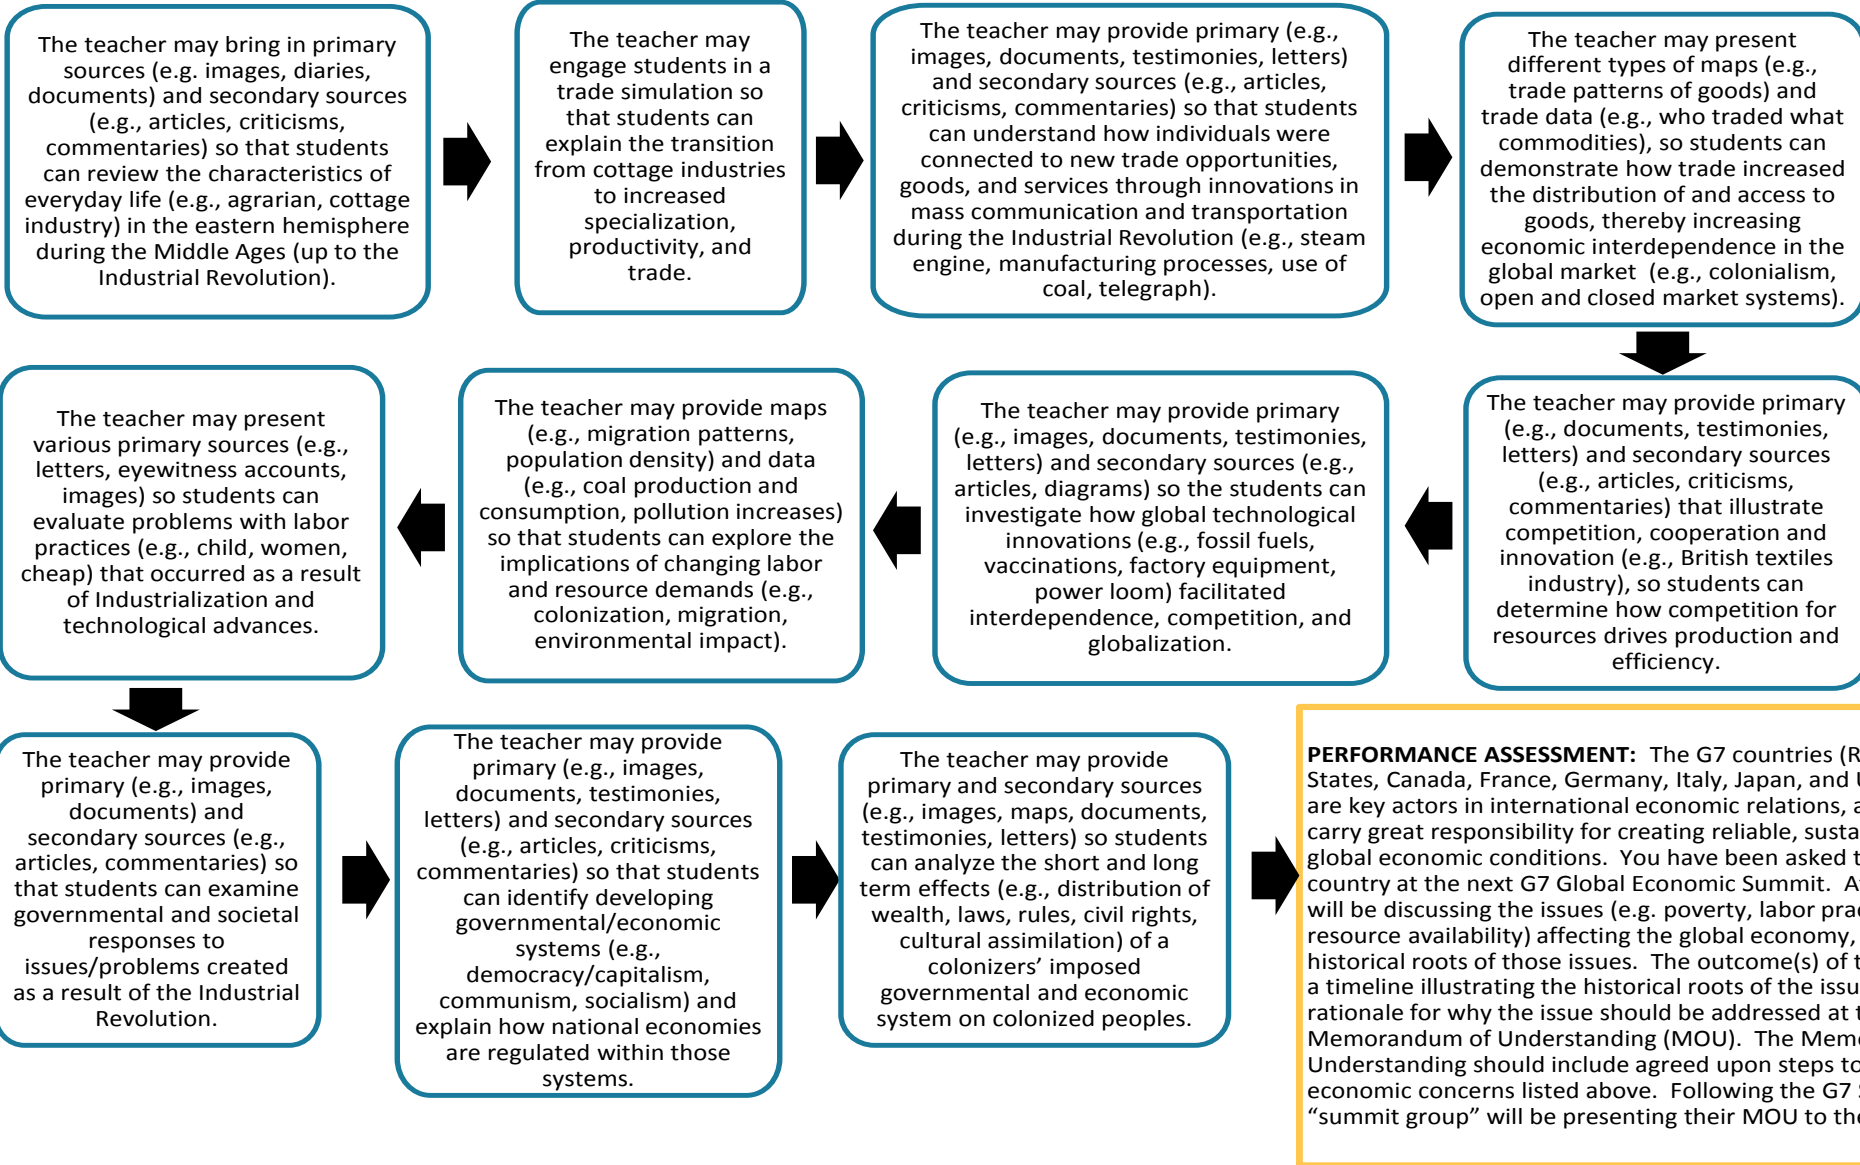 The teacher may bring in primary
sources (e.g. images, diaries,
documents) and secondary sources
(e.g., articles, criticisms,
commentaries) so that students
can review the characteristics of
everyday life (e.g., agrarian, cottage
industry) in the eastern hemisphere
during the Middle Ages (up to the
Industrial Revolution).
The teacher may
engage students in a
trade simulation so
that students can
explain the transition
from cottage industries
to increased
specialization,
productivity, and
trade.
The teacher may provide primary (e.g.,
images, documents, testimonies, letters)
and secondary sources (e.g., articles,
criticisms, commentaries) so that students
can understand how individuals were
connected to new trade opportunities,
goods, and services through innovations in
mass communication and transportation
during the Industrial Revolution (e.g., steam
engine, manufacturing processes, use of
coal, telegraph).
The teacher may present
different types of maps (e.g.,
trade patterns of goods) and
trade data (e.g., who traded what
commodities), so students can
demonstrate how trade increased
the distribution of and access to
goods, thereby increasing
economic interdependence in the
global market (e.g., colonialism,
open and closed market systems).
The teacher may provide primary
(e.g., documents, testimonies,
letters) and secondary sources
(e.g., articles, criticisms,
commentaries) that illustrate
competition, cooperation and
innovation (e.g., British textiles
industry), so students can
determine how competition for
resources drives production and
efficiency.
The teacher may provide primary
(e.g., images, documents, testimonies,
letters) and secondary sources (e.g.,
articles, diagrams) so the students can
investigate how global technological
innovations (e.g., fossil fuels,
vaccinations, factory equipment,
power loom) facilitated
interdependence, competition, and
globalization.
The teacher may provide maps
(e.g., migration patterns,
population density) and data
(e.g., coal production and
consumption, pollution increases)
so that students can explore the
implications of changing labor
and resource demands (e.g.,
colonization, migration,
environmental impact).
The teacher may present
various primary sources (e.g.,
letters, eyewitness accounts,
images) so students can
evaluate problems with labor
practices (e.g., child, women,
cheap) that occurred as a result
of Industrialization and
technological advances.
The teacher may provide
primary (e.g., images,
documents) and
secondary sources (e.g.,
articles, commentaries) so
that students can examine
governmental and societal
responses to
issues/problems created
as a result of the Industrial
Revolution.
The teacher may provide
primary (e.g., images,
documents, testimonies,
letters) and secondary sources
(e.g., articles, criticisms,
commentaries) so that students
can identify developing
governmental/economic
systems (e.g.,
democracy/capitalism,
communism, socialism) and
explain how national economies
are regulated within those
systems.
The teacher may provide
primary and secondary sources
(e.g., images, maps, documents,
testimonies, letters) so students
can analyze the short and long
term effects (e.g., distribution of
wealth, laws, rules, civil rights,
cultural assimilation) of a
colonizers’ imposed
governmental and economic
system on colonized peoples.
PERFORMANCE ASSESSMENT: The G7 countries
States, Canada, France, Germany, Italy, Japan, and
are key actors in international economic relations,
carry great responsibility for creating reliable,
global economic conditions. You have been asked
country at the next G7 Global Economic Summit.
will be discussing the issues (e.g. poverty, labor
resource availability) affecting the global economy,
historical roots of those issues. The outcome(s) of
a timeline illustrating the historical roots of the
rationale for why the issue should be addressed at
Memorandum of Understanding (MOU). The
Understanding should include agreed upon steps to
economic concerns listed above. Following the G7
“summit group” will be presenting their MOU to